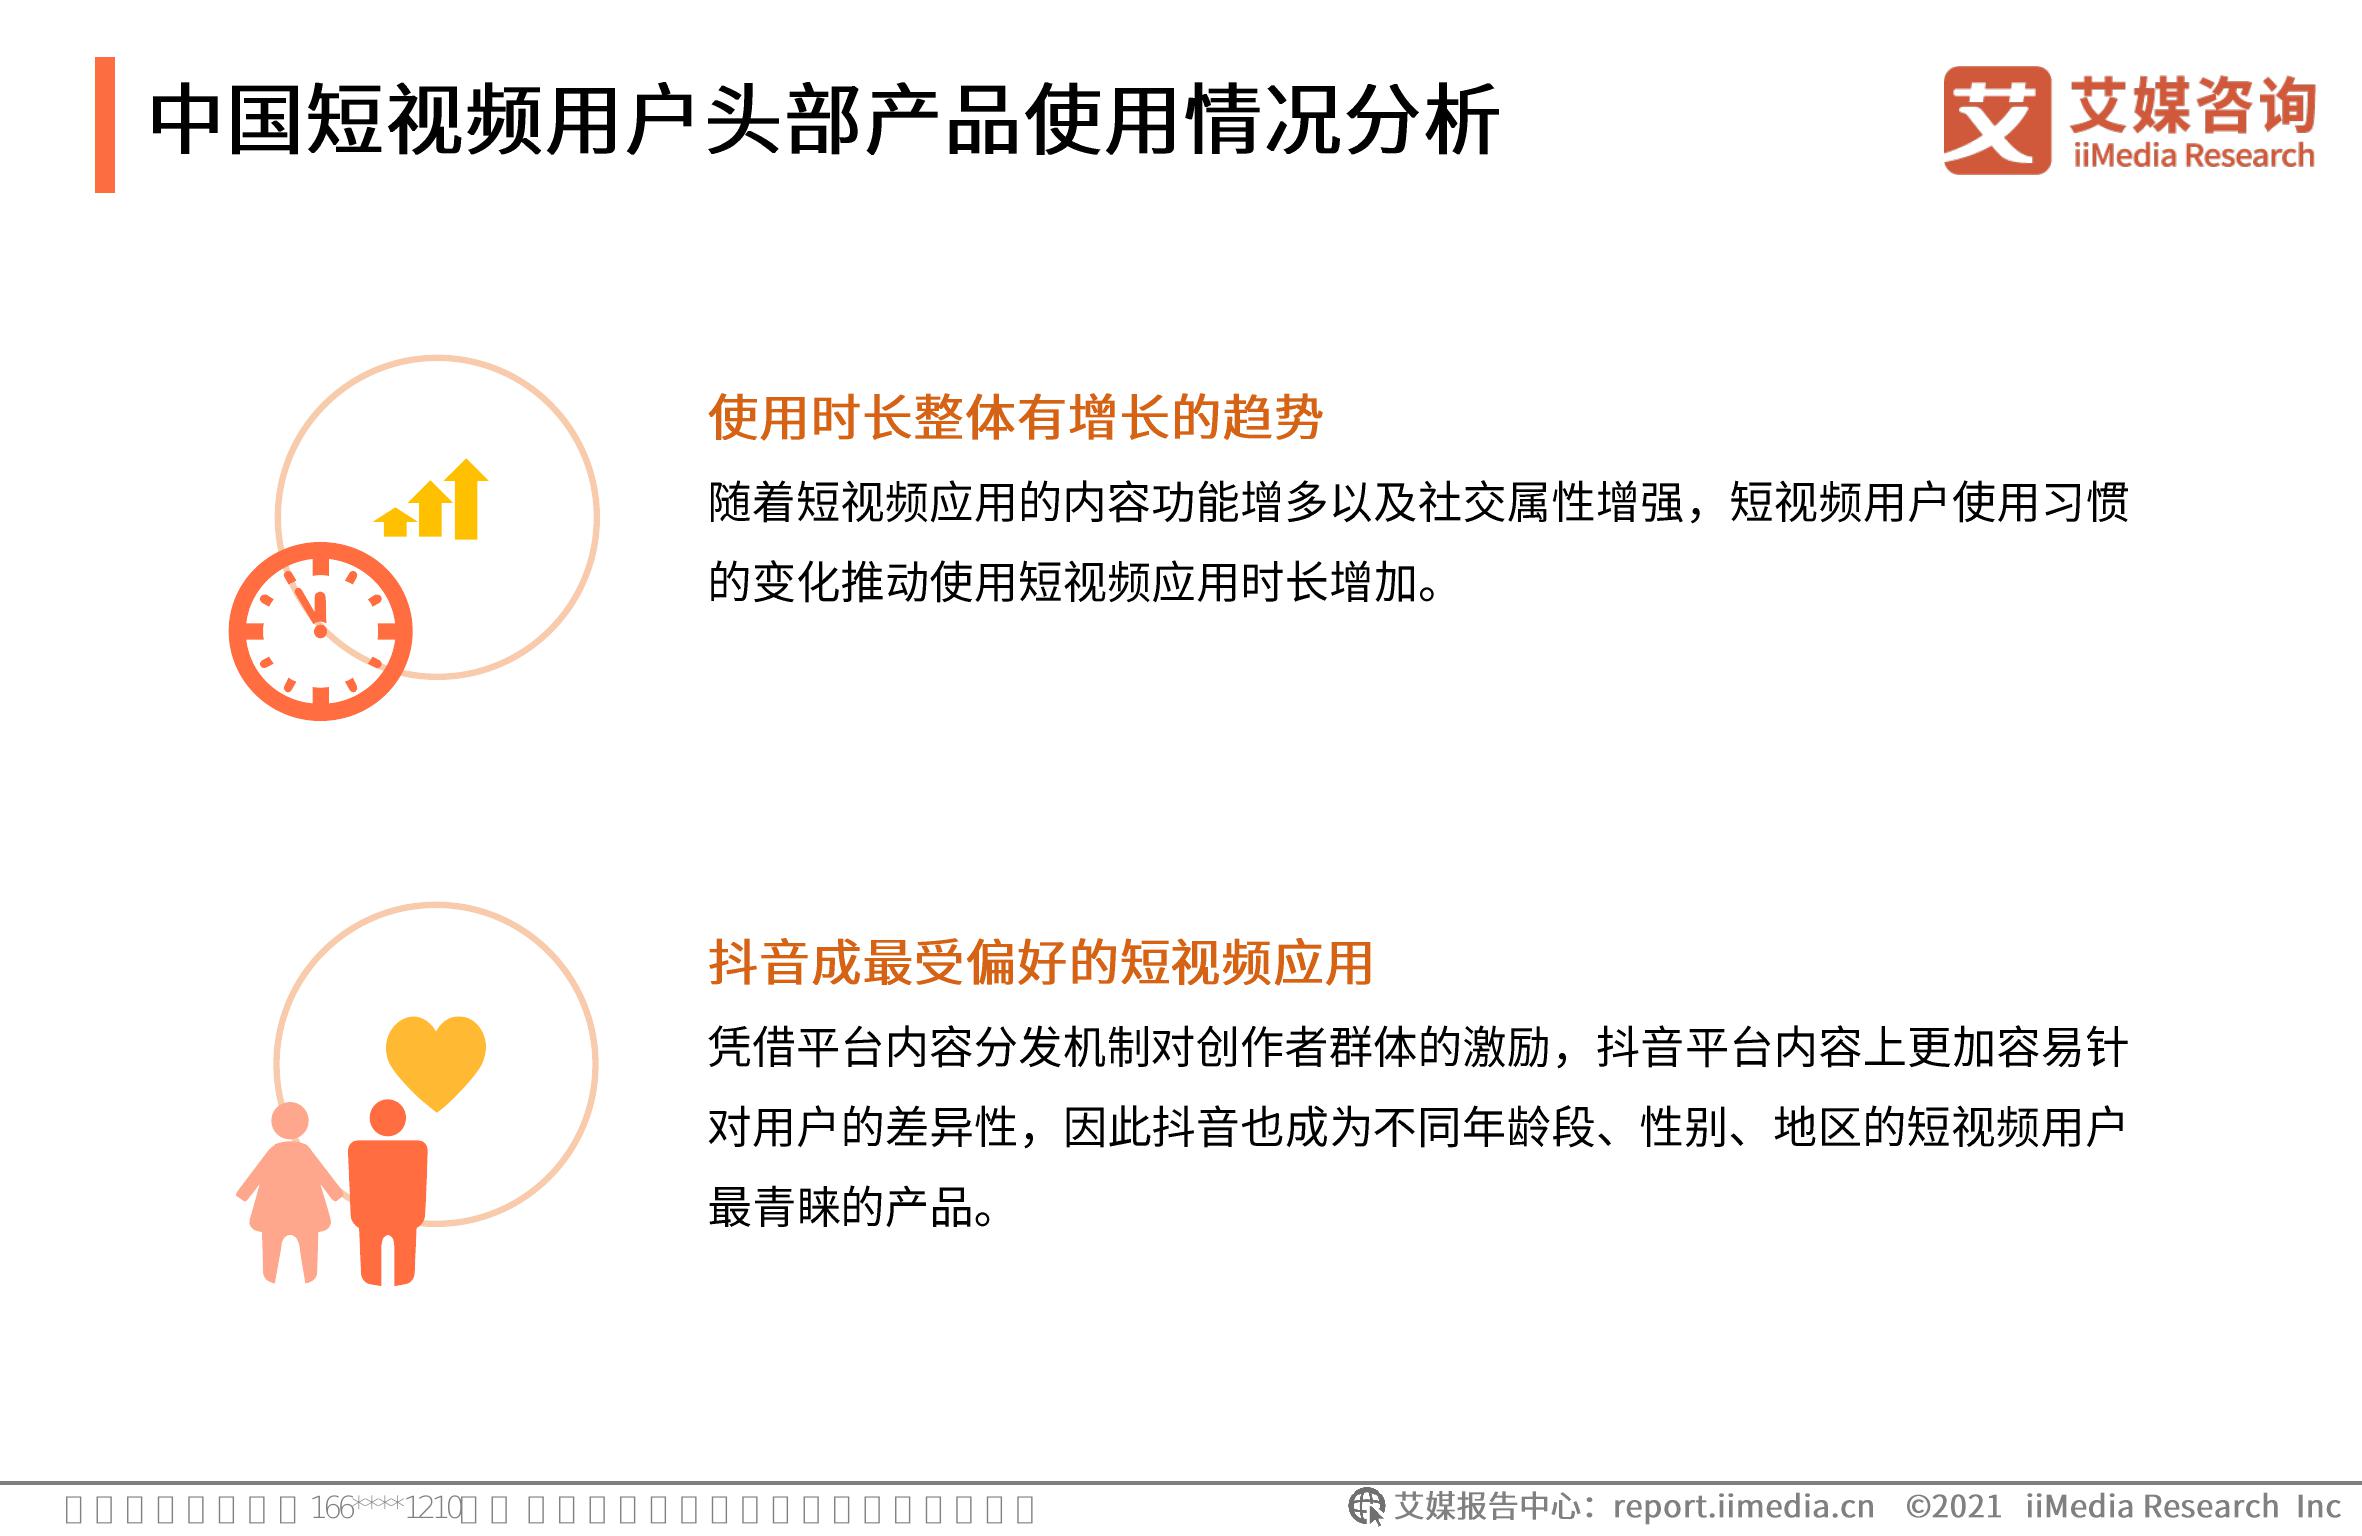 中国短视频用户头部产品使用情况分析
艾 艾媒咨询
iiMedia Research
使用时长整体有增长的趋势
随着短视频应用的内容功能增多以及社交属性增强，短视频用户使用习惯
的变化推动使用短视频应用时长增加。
抖音成最受偏好的短视频应用
凭借平台内容分发机制对创作者群体的激励，抖音平台内容上更加容易针
对用户的差异性，因此抖音也成为不同年龄段、性别、地区的短视频用户
最青睐的产品。
166****1210
艾媒报告中心：report.iimedia.cn ©2021 iiMedia Research Inc